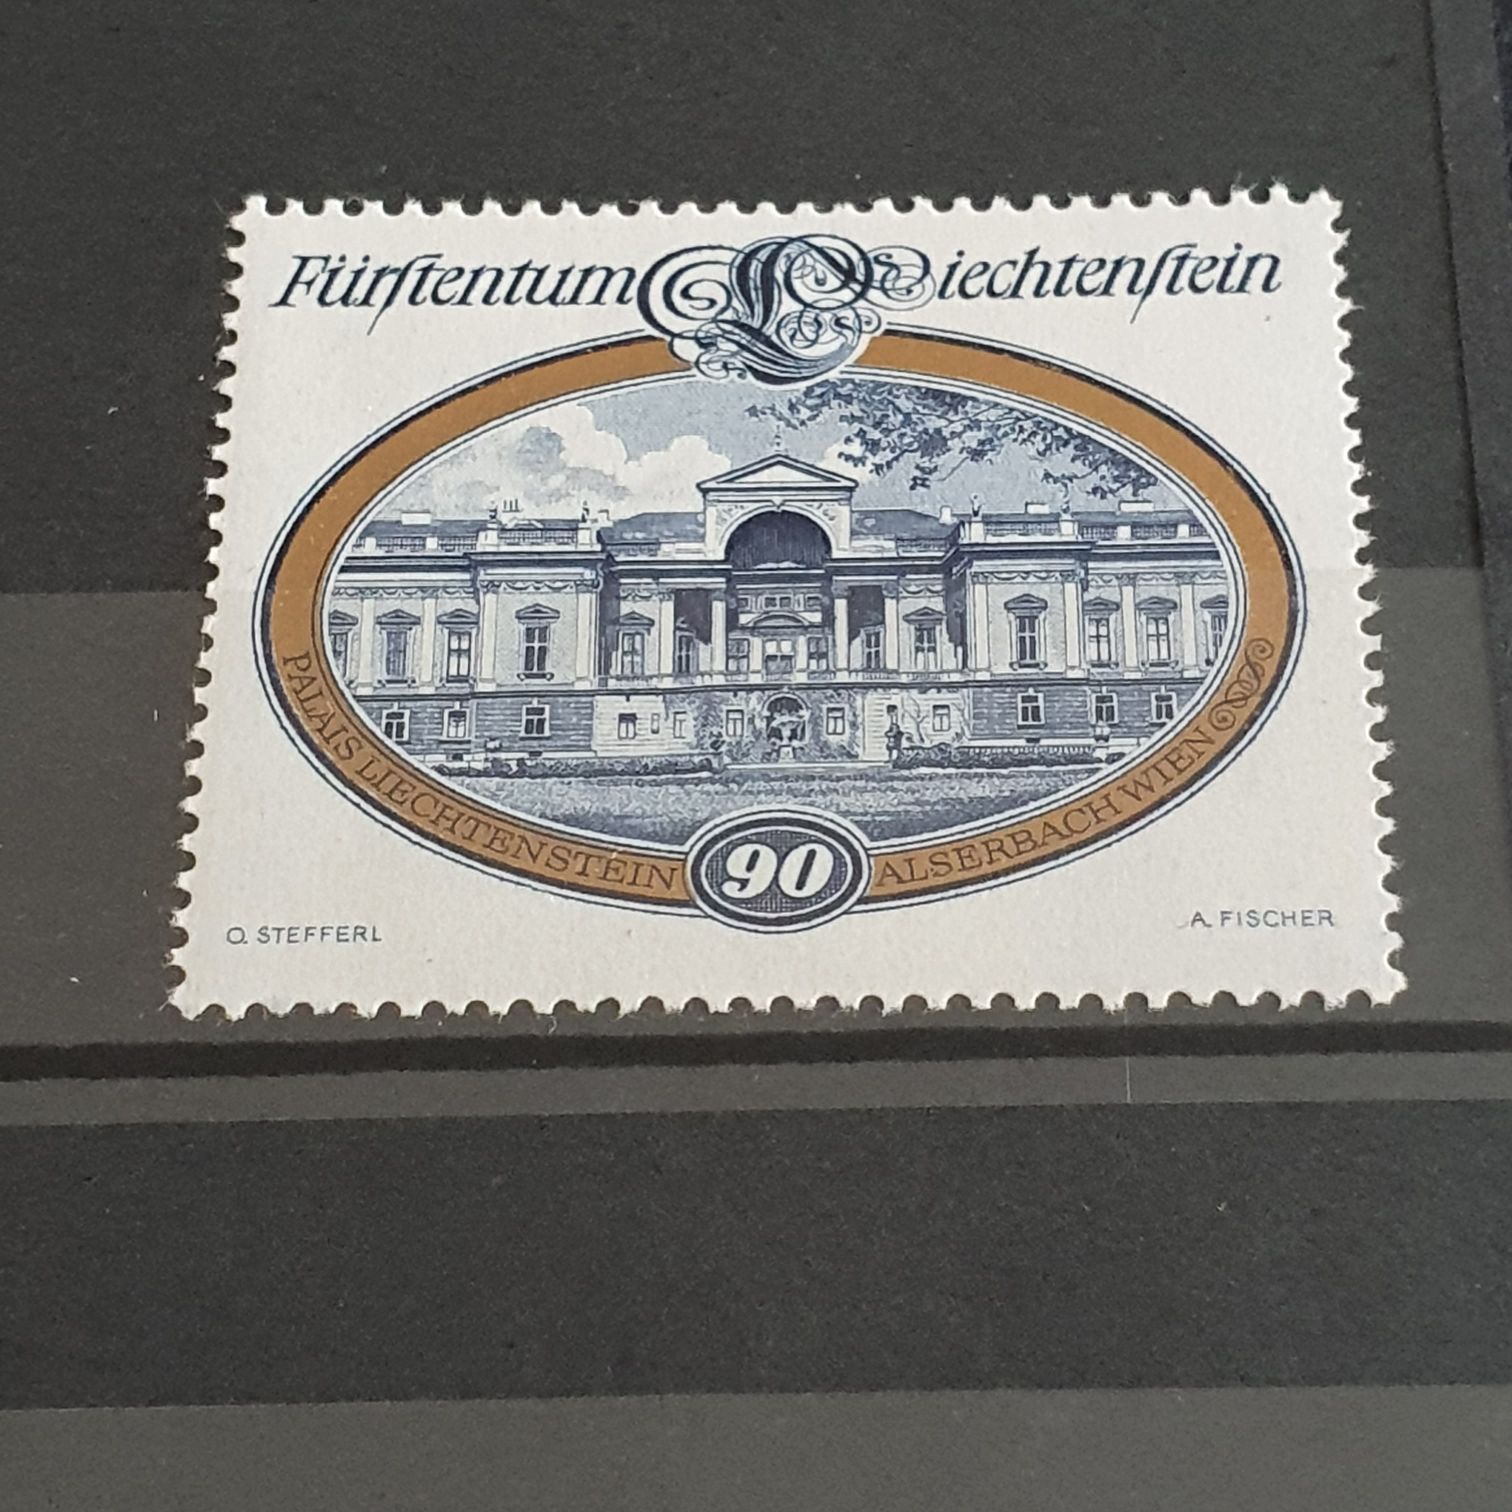 Fürſtentum Liechtenſtein
PALAIS LIECHTENSTEIN ALSERBACH WIEN
90
O. STEFFERL
A. FISCHER